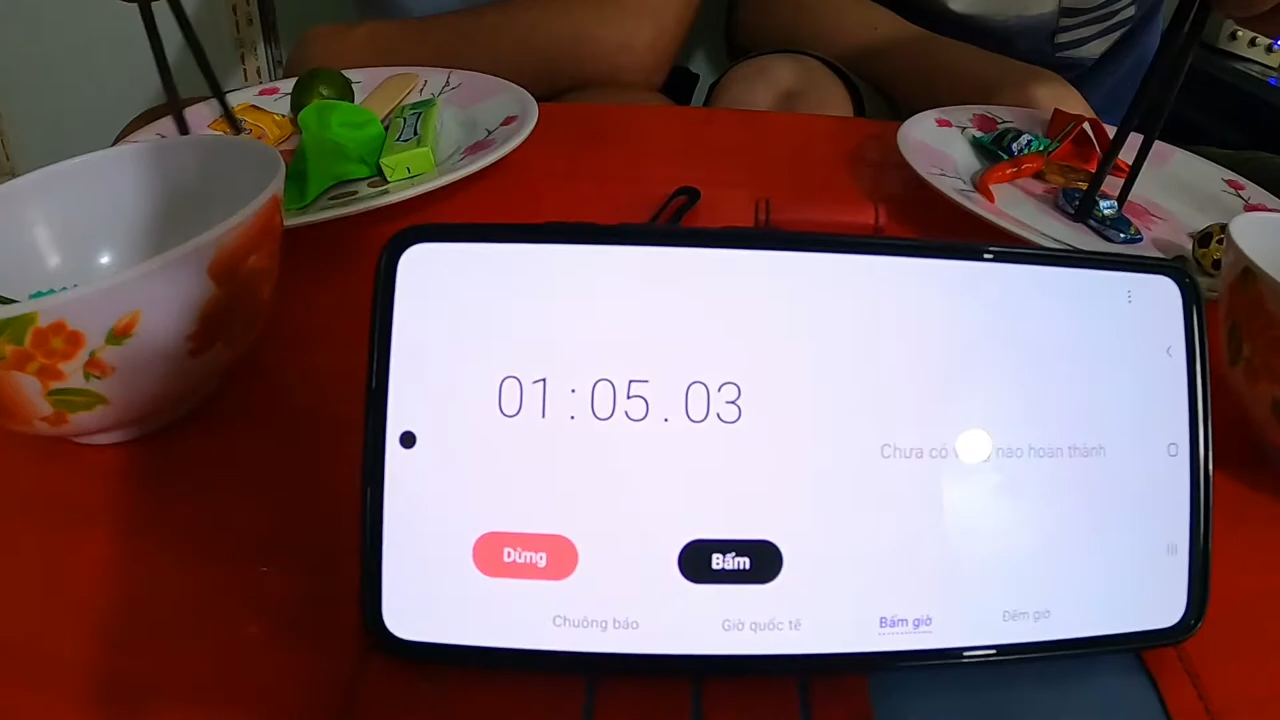 01:05.03
Chưa có nào hoàn thành
Dừng
Bấm
Chuông báo
Giờ quốc tế
Bấm giờ
Đếm giờ